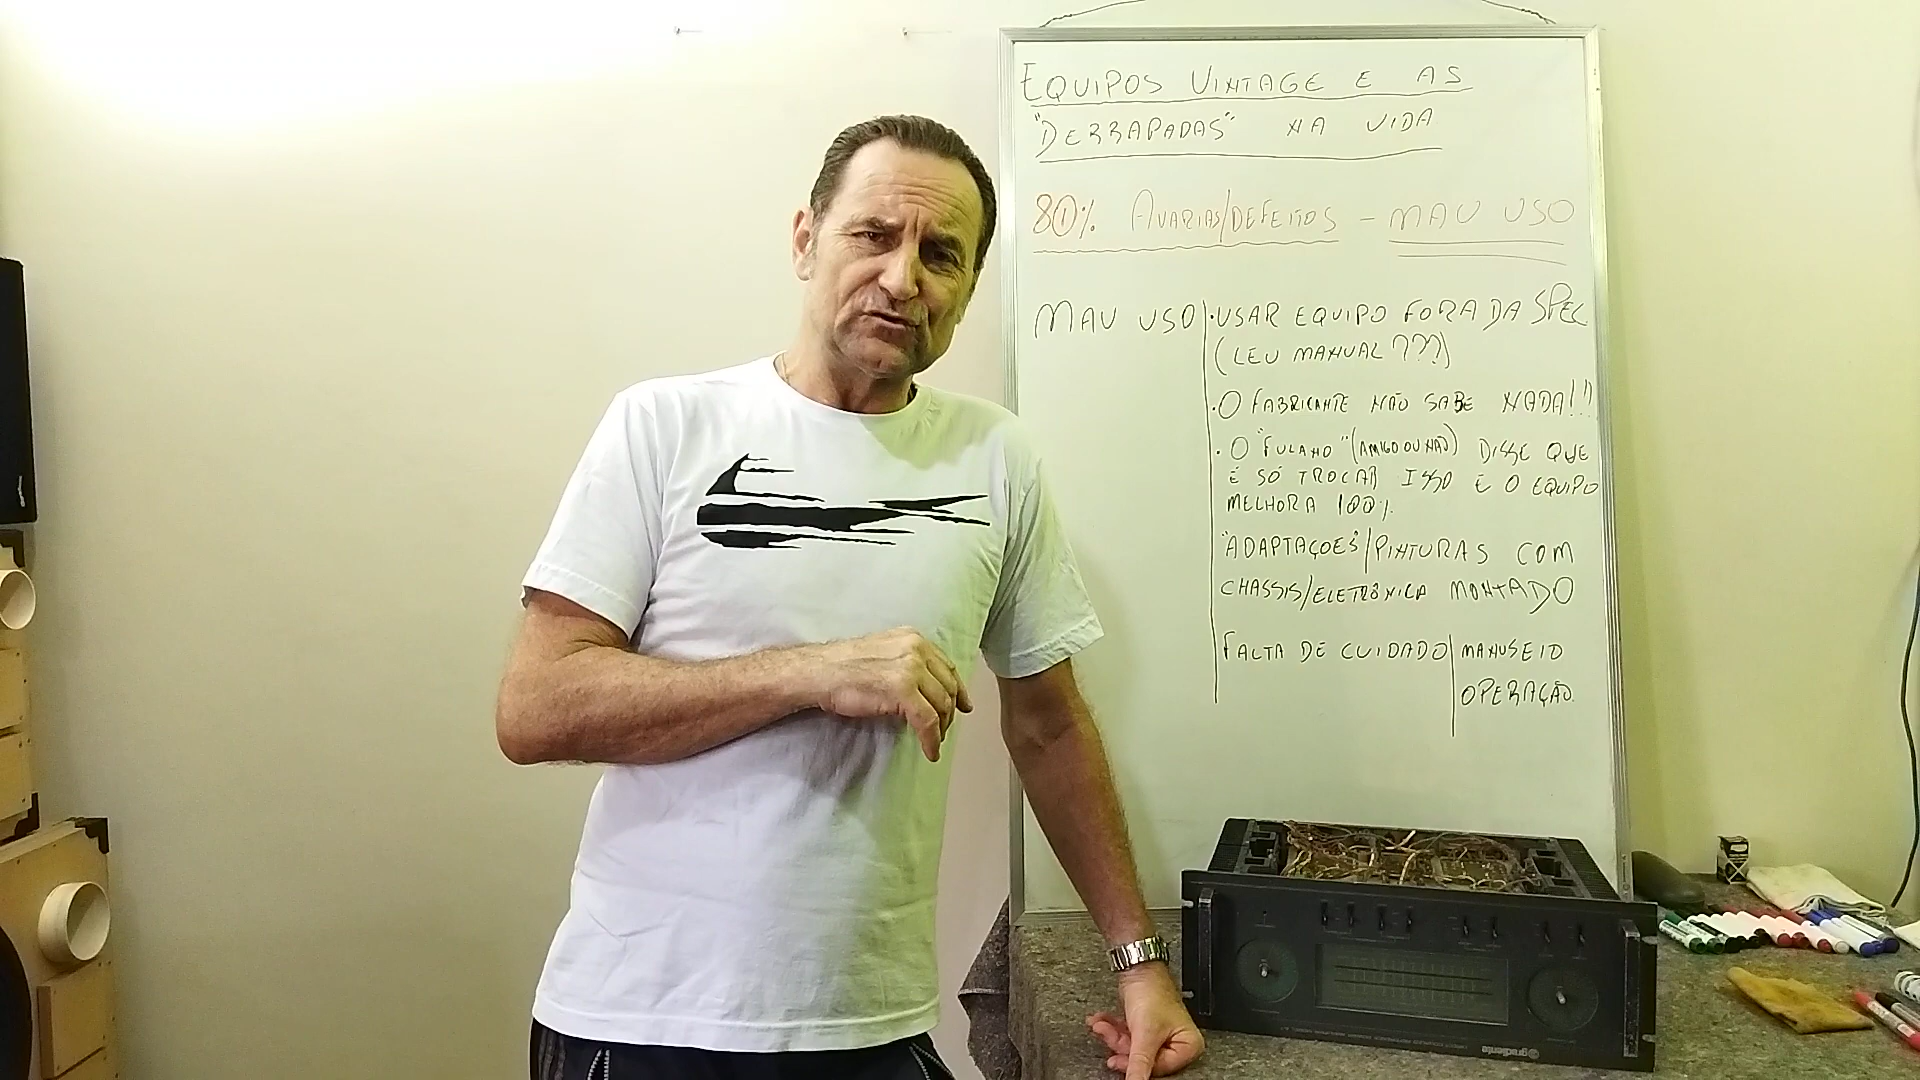 EQUIPOS VINTAGE E AS
"DERRAPADAS" NA VIDA
80% AVARIAS/DEFEITOS - MAU USO
MAU USO
• USAR EQUIPO FORA DA SPEC
(LEU MANUAL ???)
• O FABRICANTE NÃO SABE NADA!!!
• O "FULANO" (AMIGO OU NÃO) DISSE QUE
É SÓ TROCAR ISSO E O EQUIPO
MELHORA 100%.
"ADAPTAÇOES"/PINTURAS COM
CHASSIS/ELETRÔNICA MONTADO
FALTA DE CUIDADO
MANUSEIO
OPERAÇÃO
gradiente